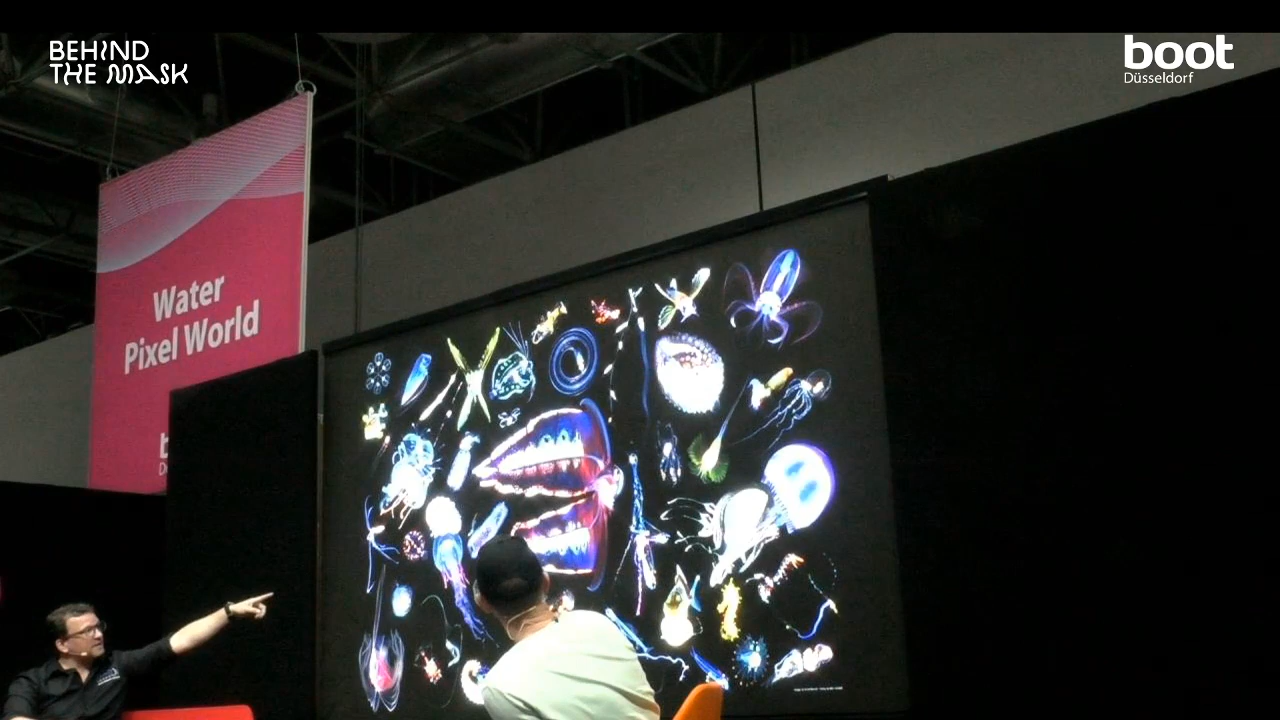 BEHIND
THE MASK
boot
Düsseldorf
Water
Pixel World